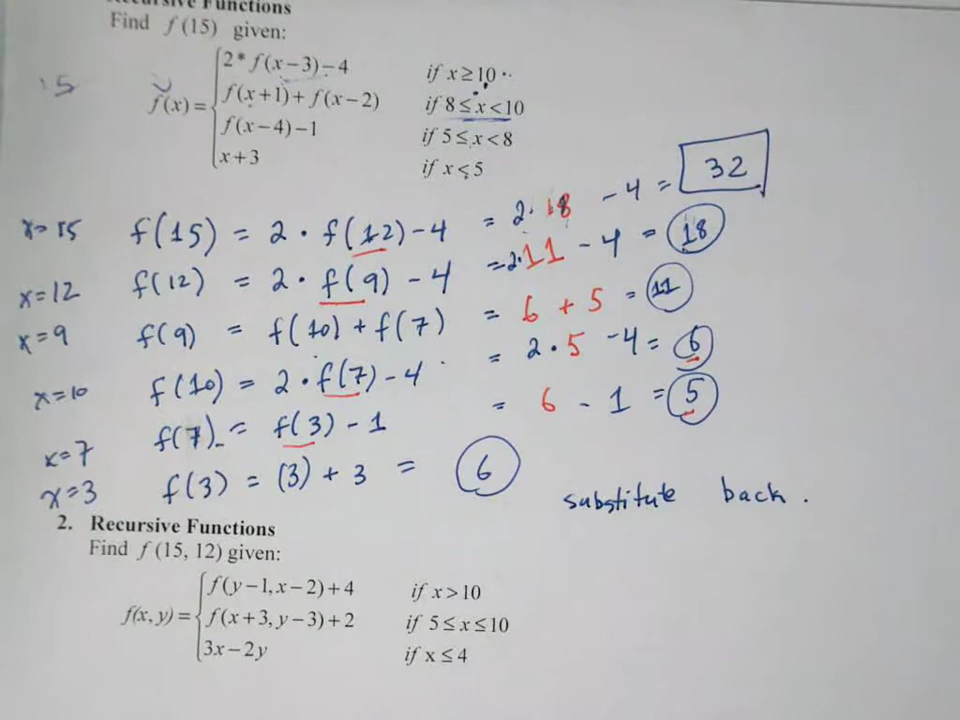 Recursive Functions
Find f(15) given:
15
f(x) = { 2* f(x−3)−4 if x≥10
f(x+1)+ f(x−2) if 8≤x<10
f(x−4)−1 if 5≤x<8
x+3 if x<5
x=15 f(15) = 2 · f(12) − 4 = 2· 18 − 4 = 32
x=12 f(12) = 2 · f(9) − 4 = 2·11 − 4 = 18
x=9 f(9) = f(10) + f(7) = 6 + 5 = 11
x=10 f(10) = 2 · f(7) − 4 = 2 · 5 − 4 = 6
x=7 f(7) = f(3) − 1 = 6 − 1 = 5
x=3 f(3) = (3) + 3 = 6
substitute back.
2. Recursive Functions
Find f(15, 12) given:
f(x, y) = { f(y−1, x−2)+4 if x>10
f(x+3, y−3)+2 if 5≤x≤10
3x−2y if x ≤ 4